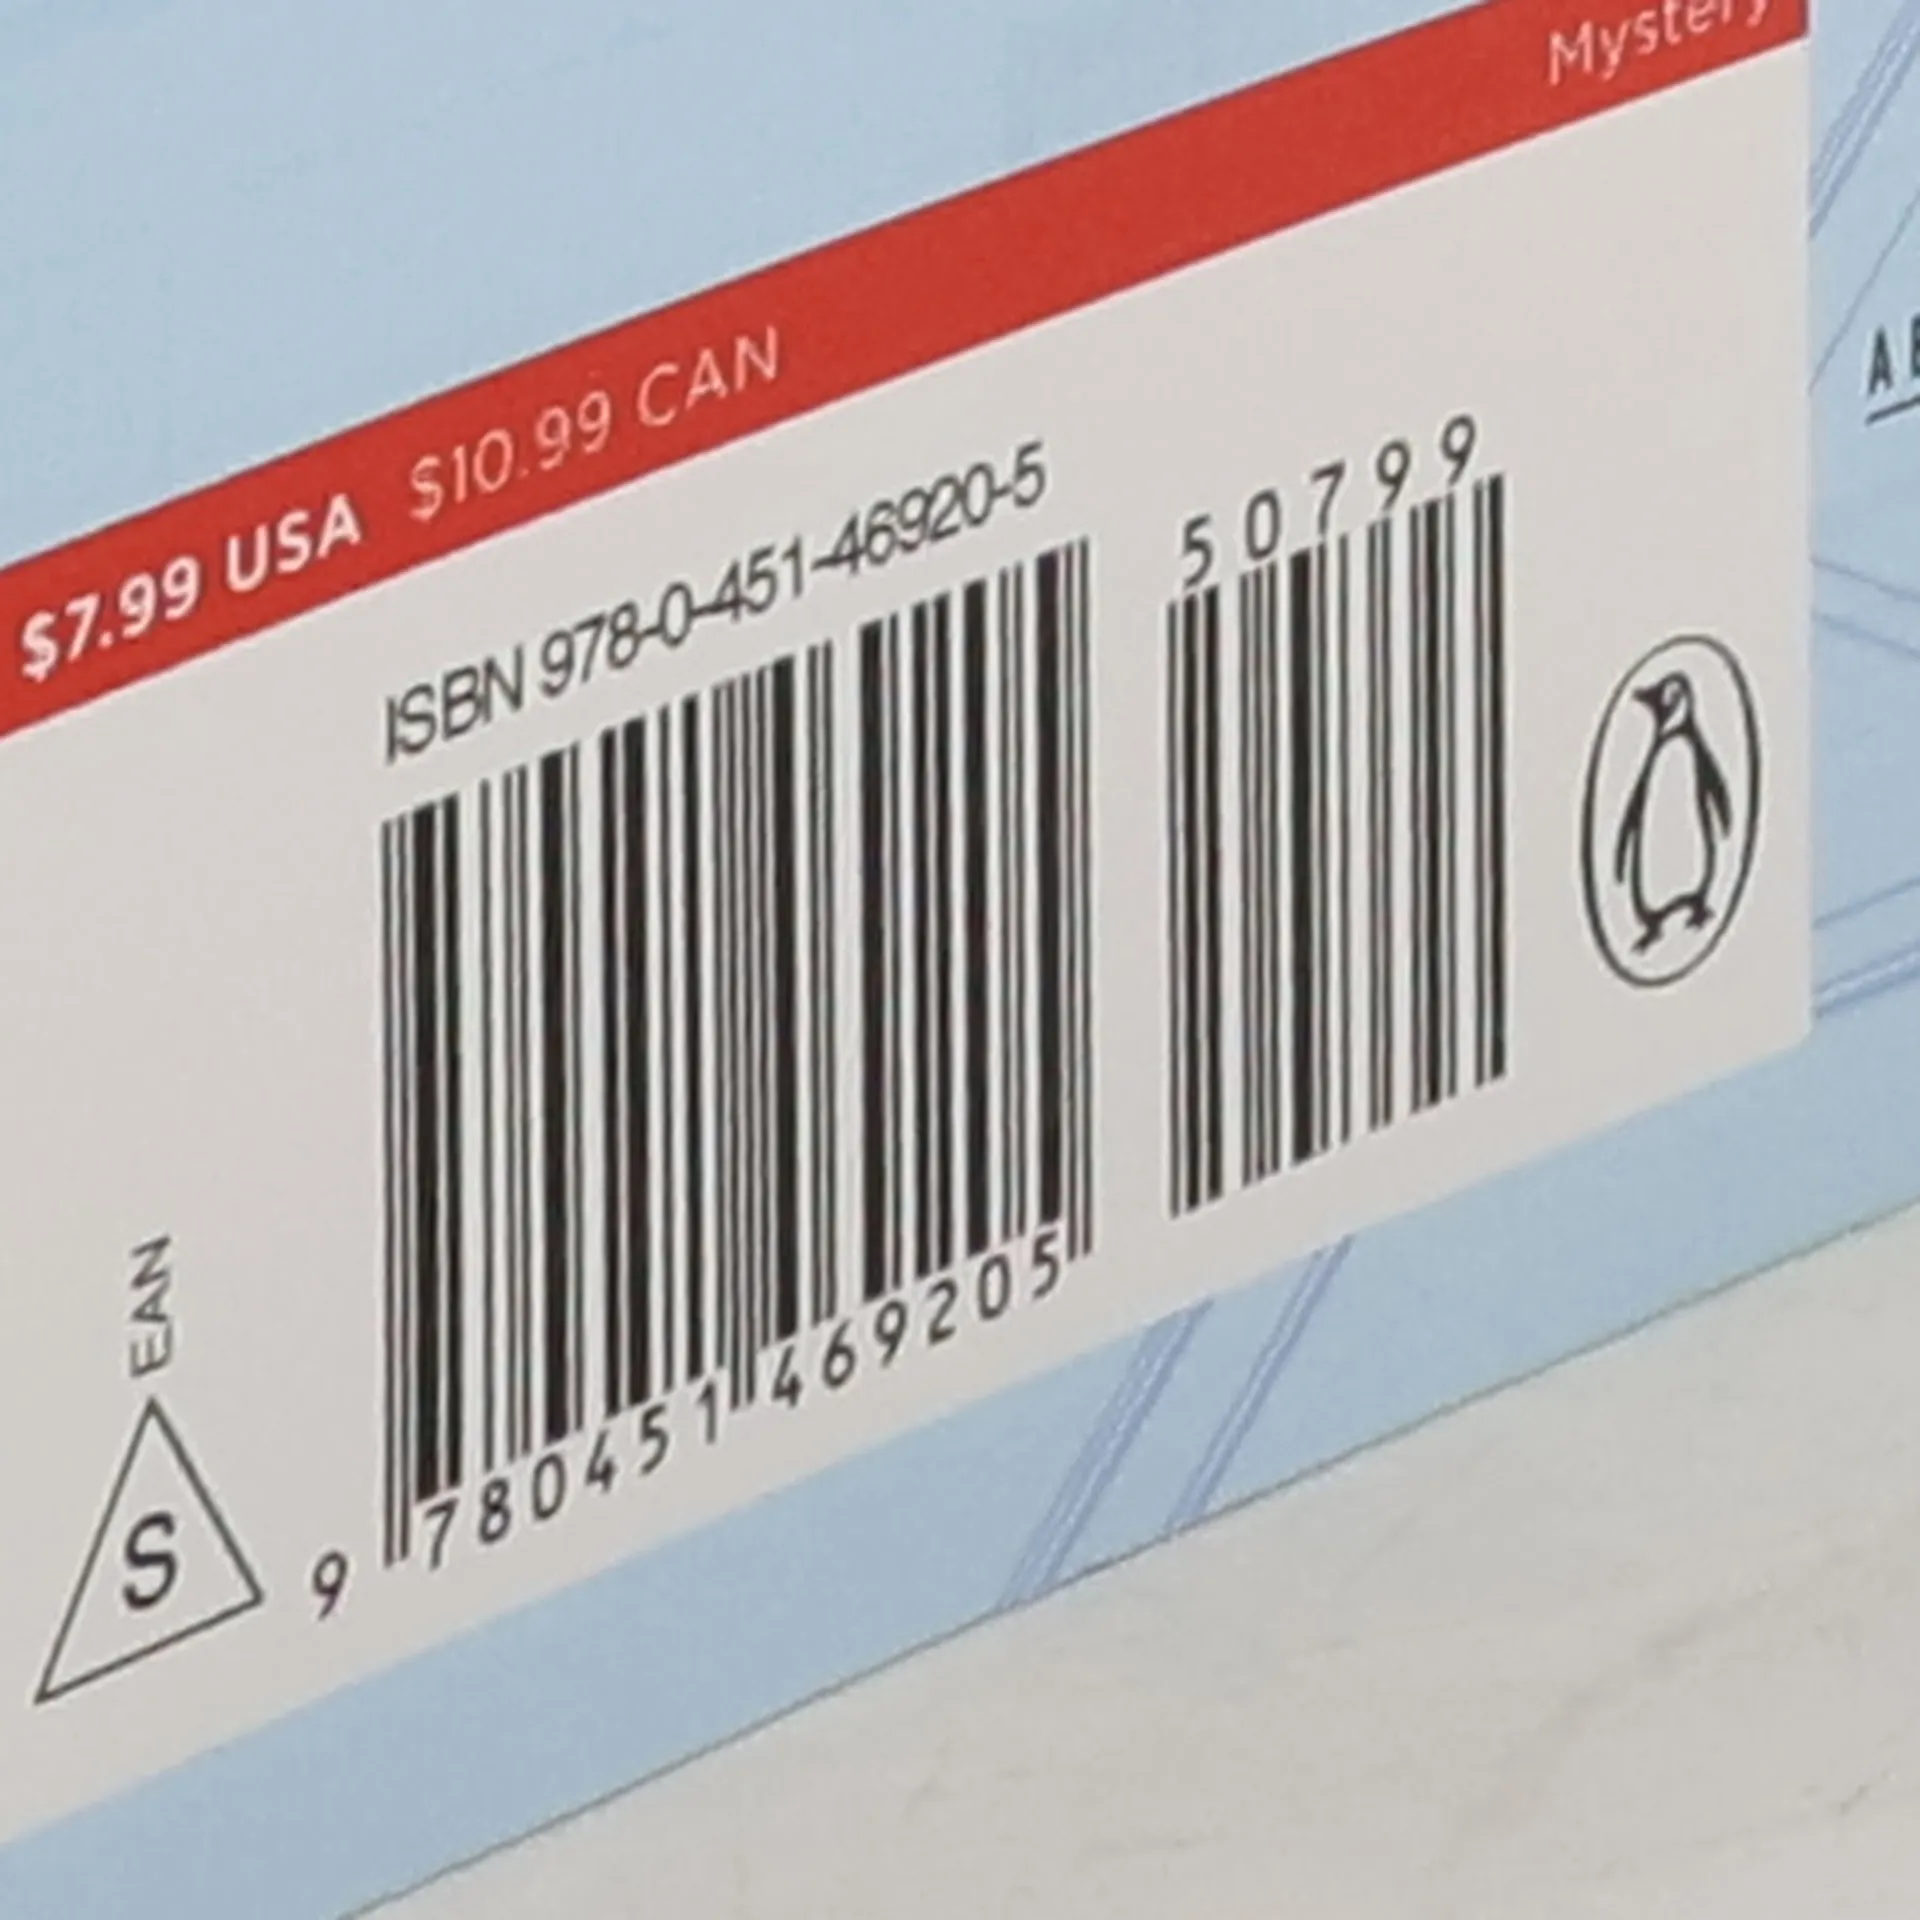 Mystery
$7.99 USA $10.99 CAN
ISBN 978-0-451-46920-5
50799
EAN
S
9 780451 469205